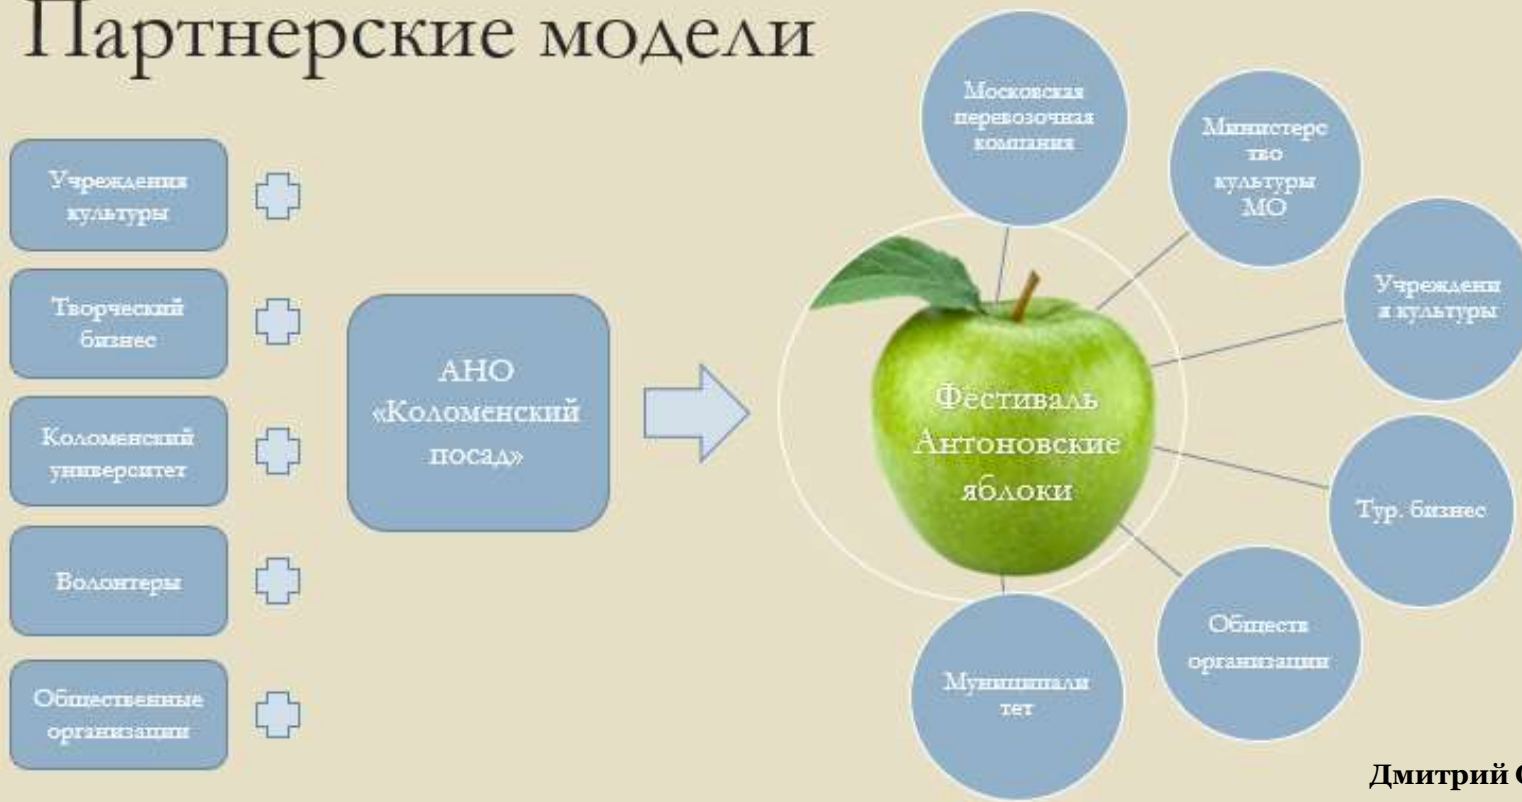 Партнерские модели
Учреждения
культуры
Творческий
бизнес
Коломенский
университет
Волонтеры
Общественные
организации
АНО
«Коломенский
посад»
Фестиваль
Антоновские
яблоки
Московская
перевозочная
компания
Министерс
тво
культуры
МО
Учреждени
я культуры
Тур. бизнес
Обществ
организации
Муниципали
тет
Дмитрий